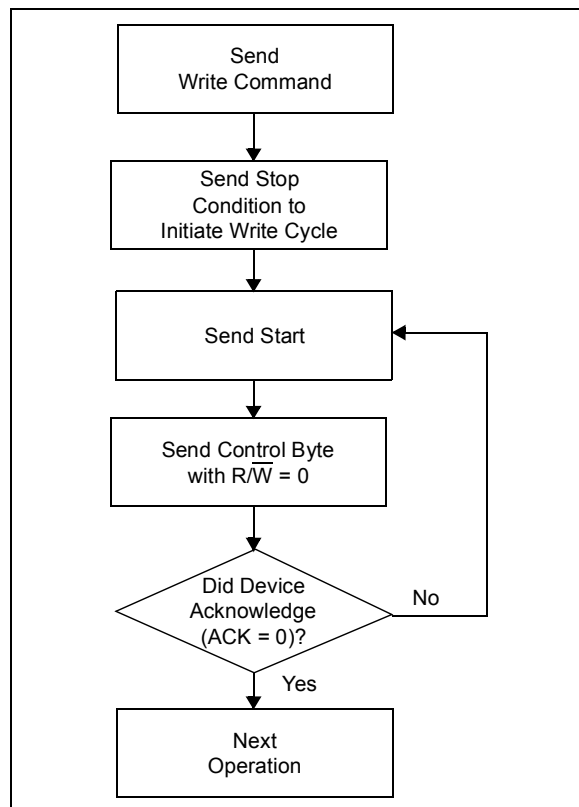 Send
Write Command
Send Stop
Condition to
Initiate Write Cycle
Send Start
Send Control Byte
with R/W̅ = 0
Did Device
Acknowledge
(ACK = 0)?
No
Yes
Next
Operation